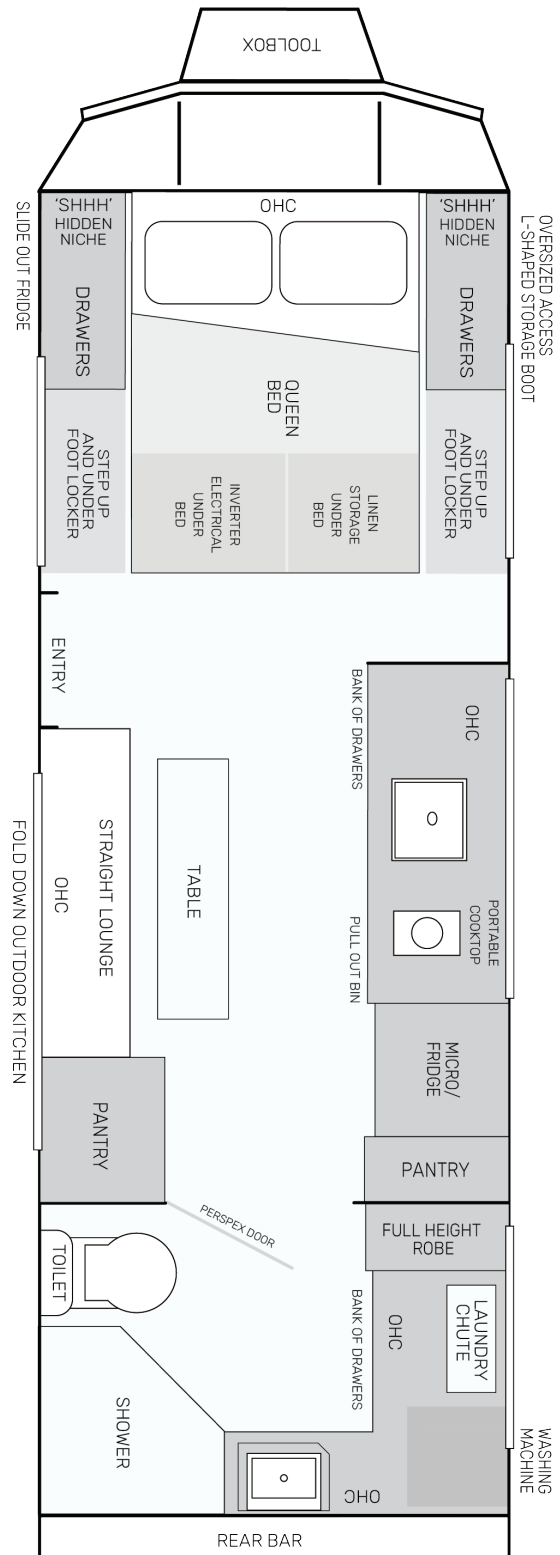 TOOLBOX
SLIDE OUT FRIDGE
'SHHH'
HIDDEN
NICHE
DRAWERS
OHC
'SHHH'
HIDDEN
NICHE
DRAWERS
OVERSIZED ACCESS
L-SHAPED STORAGE BOOT
QUEEN
BED
STEP UP
AND UNDER
FOOT LOCKER
INVERTER
ELECTRICAL
UNDER
BED
LINEN
STORAGE
UNDER
BED
STEP UP
AND UNDER
FOOT LOCKER
ENTRY
BANK OF DRAWERS
OHC
FOLD DOWN OUTDOOR KITCHEN
OHC
STRAIGHT LOUNGE
TABLE
PULL OUT BIN
PORTABLE
COOKTOP
MICRO/
FRIDGE
PANTRY
PANTRY
PERSPEX DOOR
FULL HEIGHT
ROBE
TOILET
BANK OF DRAWERS
OHC
LAUNDRY
CHUTE
SHOWER
OHC
WASHING
MACHINE
REAR BAR